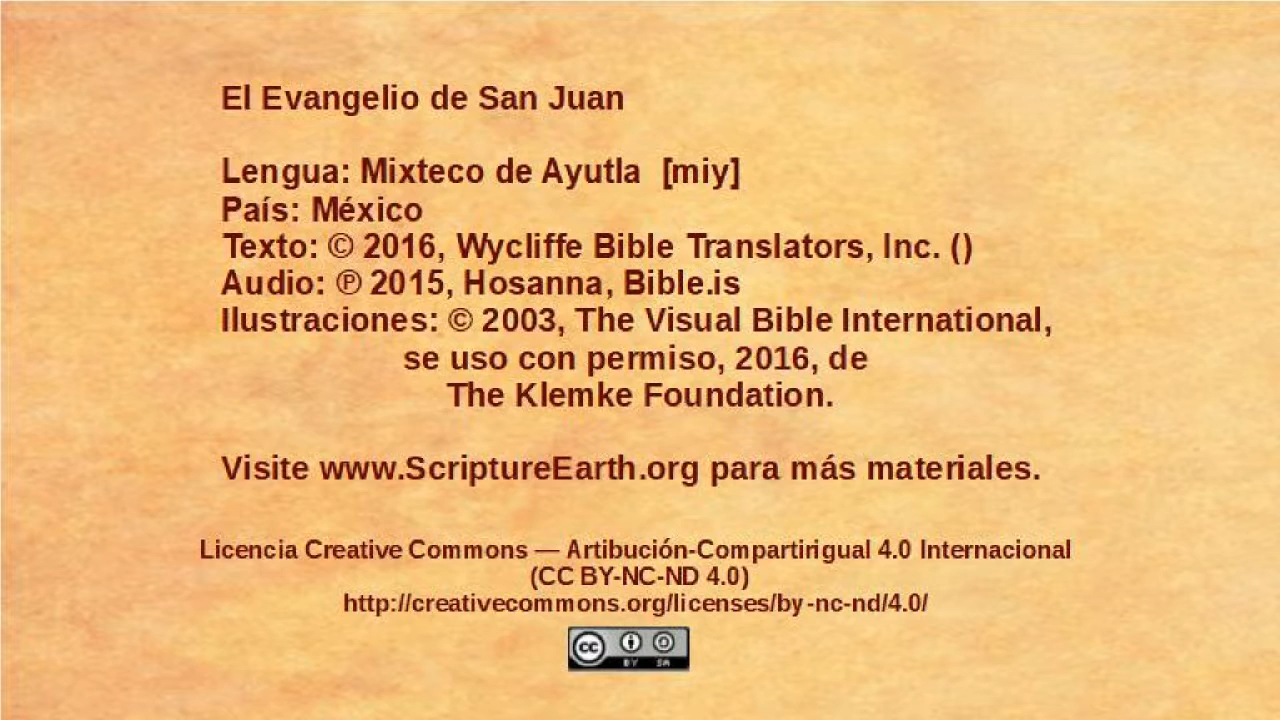 El Evangelio de San Juan
Lengua: Mixteco de Ayutla [miy]
País: México
Texto: © 2016, Wycliffe Bible Translators, Inc. ()
Audio: ℗ 2015, Hosanna, Bible.is
Ilustraciones: © 2003, The Visual Bible International,
se uso con permiso, 2016, de
The Klemke Foundation.
Visite www.ScriptureEarth.org para más materiales.
Licencia Creative Commons — Artibución-Compartirigual 4.0 Internacional
(CC BY-NC-ND 4.0)
http://creativecommons.org/licenses/by-nc-nd/4.0/
cc BY SA